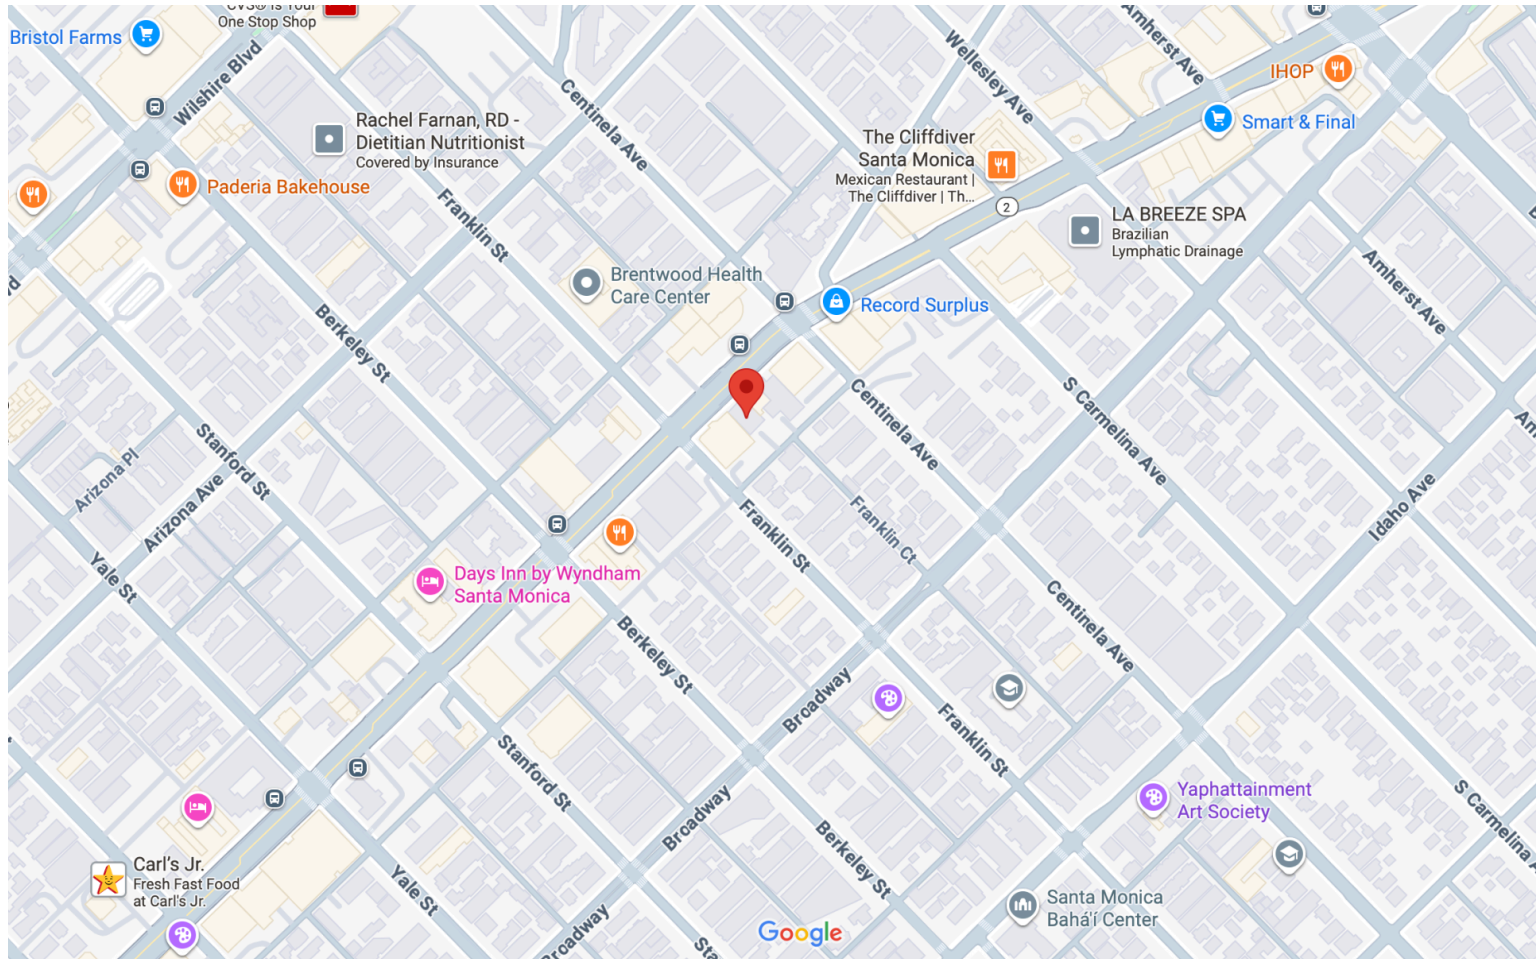 CVS® is Your
One Stop Shop
Bristol Farms
Wilshire Blvd
Amherst Ave
Wellesley Ave
IHOP
Smart & Final
Rachel Farnan, RD -
Dietitian Nutritionist
Covered by Insurance
Centinela Ave
The Cliffdiver
Santa Monica
Mexican Restaurant |
The Cliffdiver | Th...
Paderia Bakehouse
Franklin St
2
LA BREEZE SPA
Brazilian
Lymphatic Drainage
Amherst Ave
Brentwood Health
Care Center
Record Surplus
rd
Berkeley St
Centinela Ave
S Carmelina Ave
Am
Stanford St
Arizona Pl
Arizona Ave
Idaho Ave
Franklin St
Franklin Ct
Yale St
Days Inn by Wyndham
Santa Monica
Centinela Ave
Berkeley St
Broadway
Franklin St
Stanford St
Yaphattainment
Art Society
S Carmelina A
Broadway
Berkeley St
Carl's Jr.
Fresh Fast Food
at Carl's Jr.
Yale St
Santa Monica
Bahá'í Center
Broadway
Sta
Google